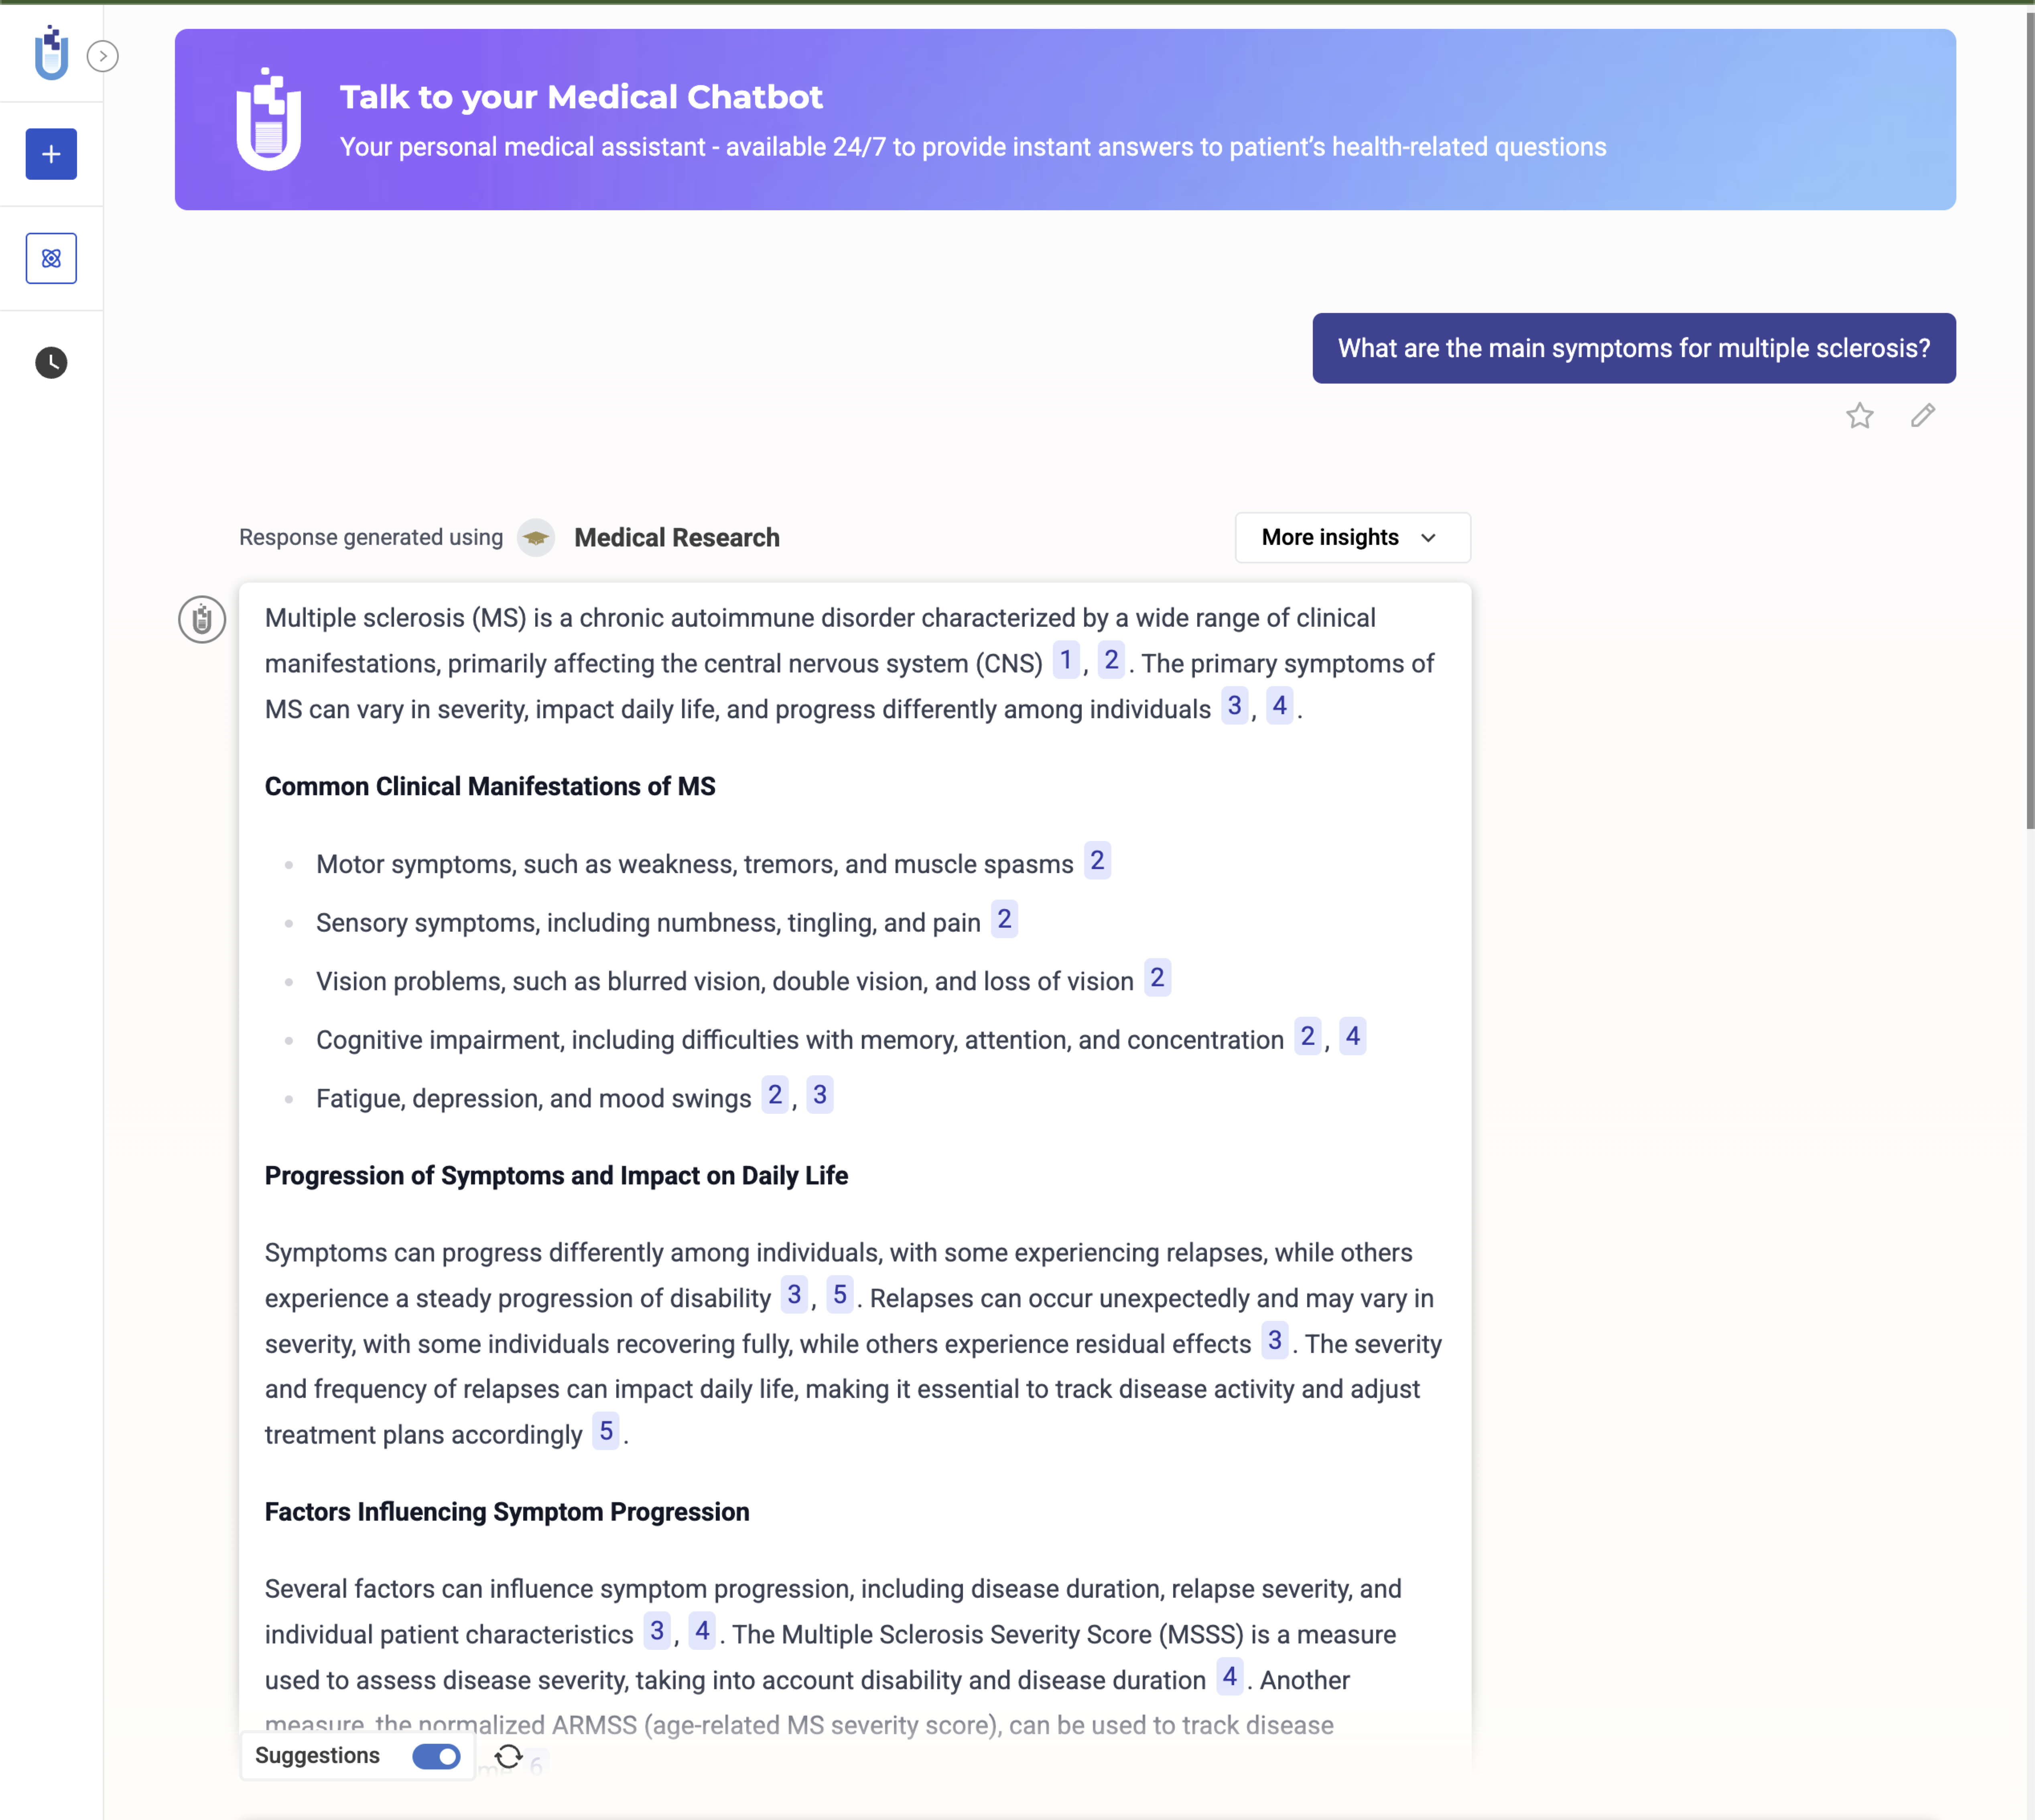 Talk to your Medical Chatbot
Your personal medical assistant - available 24/7 to provide instant answers to patient’s health-related questions
What are the main symptoms for multiple sclerosis?
Response generated using Medical Research
More insights
Multiple sclerosis (MS) is a chronic autoimmune disorder characterized by a wide range of clinical
manifestations, primarily affecting the central nervous system (CNS) 1 , 2 . The primary symptoms of
MS can vary in severity, impact daily life, and progress differently among individuals 3 , 4 .
Common Clinical Manifestations of MS
Motor symptoms, such as weakness, tremors, and muscle spasms 2
Sensory symptoms, including numbness, tingling, and pain 2
Vision problems, such as blurred vision, double vision, and loss of vision 2
Cognitive impairment, including difficulties with memory, attention, and concentration 2 , 4
Fatigue, depression, and mood swings 2 , 3
Progression of Symptoms and Impact on Daily Life
Symptoms can progress differently among individuals, with some experiencing relapses, while others
experience a steady progression of disability 3 , 5 . Relapses can occur unexpectedly and may vary in
severity, with some individuals recovering fully, while others experience residual effects 3 . The severity
and frequency of relapses can impact daily life, making it essential to track disease activity and adjust
treatment plans accordingly 5 .
Factors Influencing Symptom Progression
Several factors can influence symptom progression, including disease duration, relapse severity, and
individual patient characteristics 3 , 4 . The Multiple Sclerosis Severity Score (MSSS) is a measure
used to assess disease severity, taking into account disability and disease duration 4 . Another
measure, the normalized ARMSS (age-related MS severity score), can be used to track disease
Suggestions
6